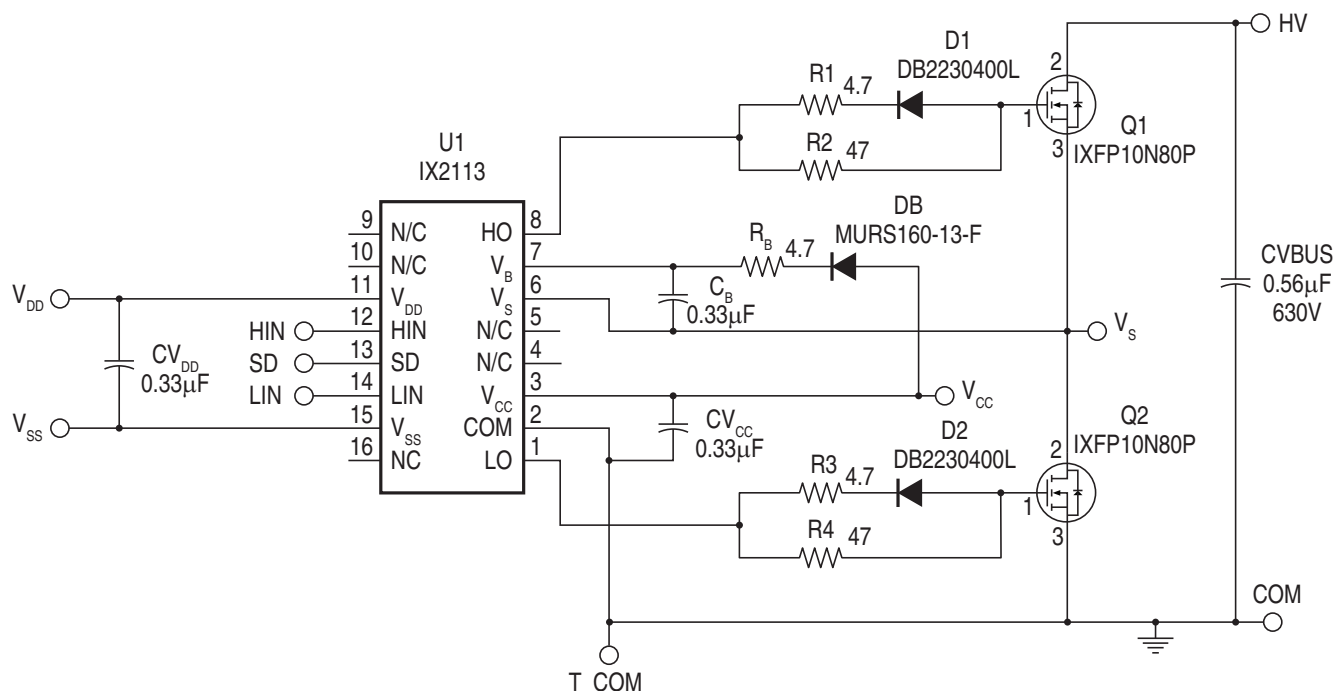 HV
D1
DB2230400L
R1 4.7
2
1
3
Q1
IXFP10N80P
R2 47
U1
IX2113
9 N/C HO 8
10 N/C V_B 7
11 V_DD V_S 6
12 HIN N/C 5
13 SD N/C 4
14 LIN V_CC 3
15 V_SS COM 2
16 NC LO 1
V_DD
HIN
SD
LIN
V_SS
CV_DD
0.33µF
R_B 4.7
DB
MURS160-13-F
C_B
0.33µF
CVBUS
0.56µF
630V
V_S
V_CC
CV_CC
0.33µF
D2
DB2230400L
R3 4.7
R4 47
Q2
IXFP10N80P
2
1
3
COM
T_COM